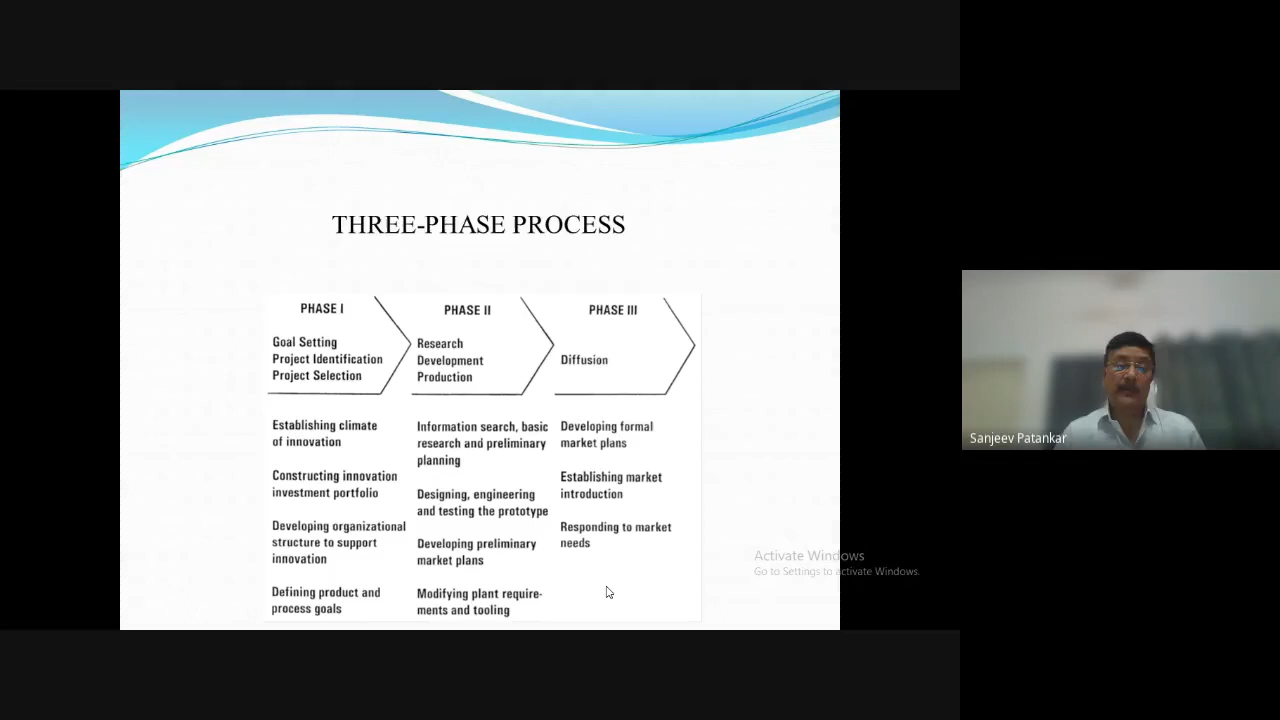 THREE-PHASE PROCESS
PHASE I
Goal Setting
Project Identification
Project Selection
Establishing climate
of innovation
Constructing innovation
investment portfolio
Developing organizational
structure to support
innovation
Defining product and
process goals
PHASE II
Research
Development
Production
Information search, basic
research and preliminary
planning
Designing, engineering
and testing the prototype
Developing preliminary
market plans
Modifying plant require-
ments and tooling
PHASE III
Diffusion
Developing formal
market plans
Establishing market
introduction
Responding to market
needs
Activate Windows
Go to Settings to activate Windows.
Sanjeev Patankar